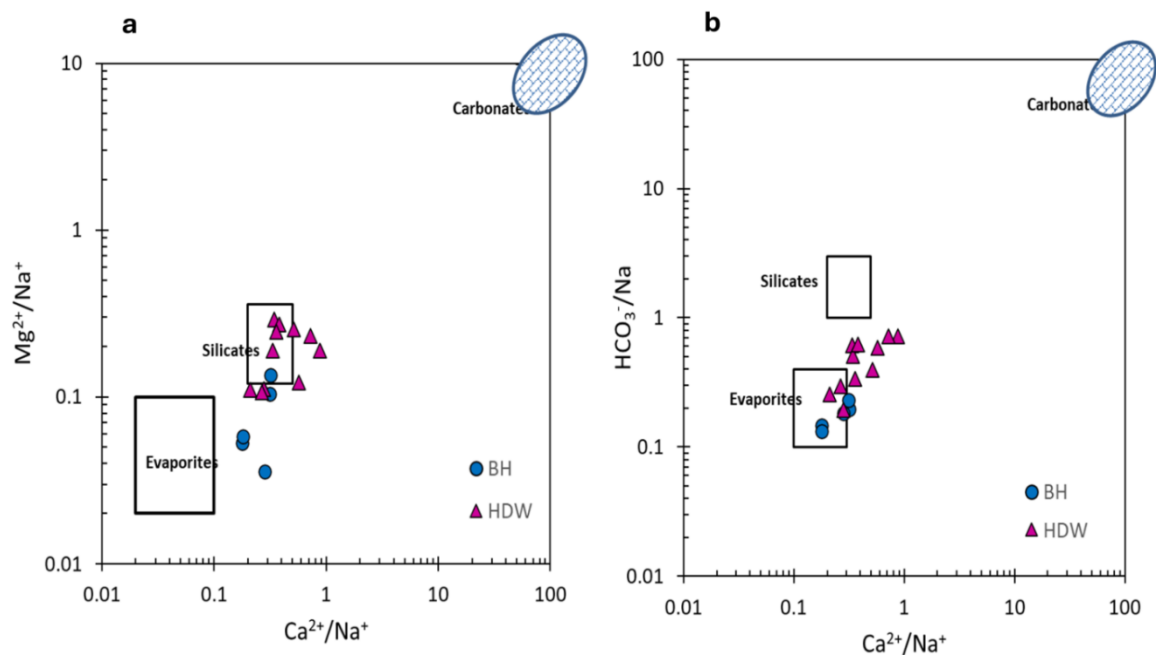 a
10
1
0.1
0.01
Mg²⁺/Na⁺
Carbonates
Silicates
Evaporites
BH
HDW
0.01 0.1 1 10 100
Ca²⁺/Na⁺
b
100
10
1
0.1
0.01
HCO₃⁻/Na
Carbonat
Silicates
Evaporites
BH
HDW
0.01 0.1 1 10 100
Ca²⁺/Na⁺